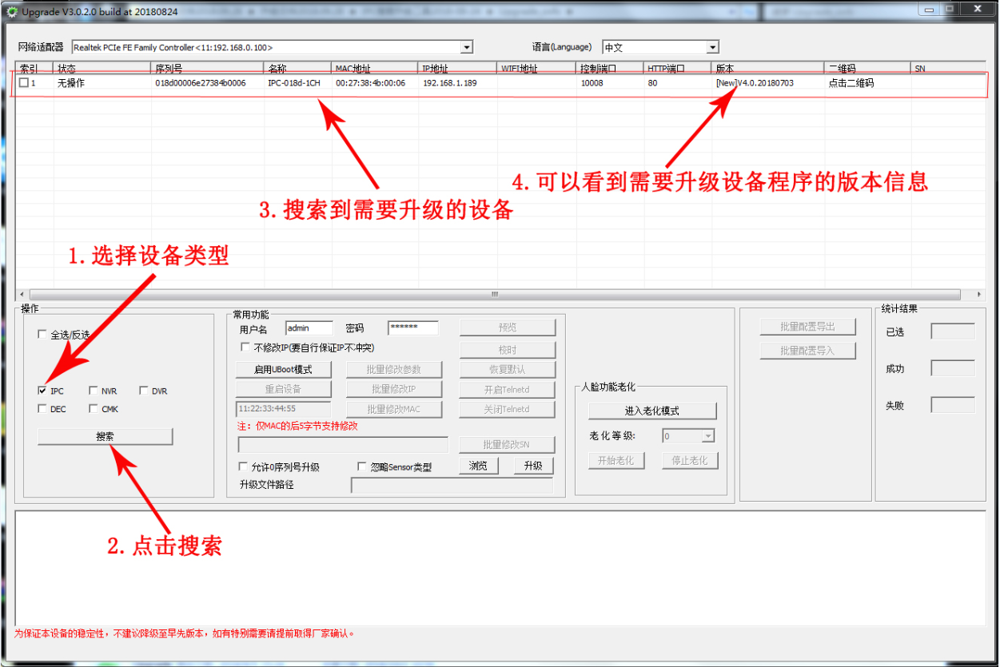 Upgrade V3.0.2.0 build at 20180824
网络适配器 Realtek PCIe FE Family Controller<11:192.168.0.100> 语言(Language) 中文
索引 状态 序列号 名称 MAC地址 IP地址 WIFI地址 控制端口 HTTP端口 版本 二维码 SN
1 无操作 018d00006e27384b0006 IPC-018d-1CH 00:27:38:4b:00:06 192.168.1.189 10008 80 [New]V4.0.20180703 点击二维码
4.可以看到需要升级设备程序的版本信息
3.搜索到需要升级的设备
1.选择设备类型
操作
全选/反选
IPC NVR DVR
DEC CMK
搜索
常用功能
用户名 admin 密码 ****** 预览
不修改IP(要自行保证IP不冲突) 校时
启用UBoot模式 批量修改参数 恢复默认
重启设备 批量修改IP 开启Telnetd
11:22:33:44:55 批量修改MAC 关闭Telnetd
注：仅MAC的后5字节支持修改
批量修改SN
允许0序列号升级 忽略Sensor类型 浏览 升级
升级文件路径
人脸功能老化
进入老化模式
老化等级: 0
开始老化 停止老化
批量配置导出
批量配置导入
统计结果
已选
成功
失败
2.点击搜索
为保证本设备的稳定性，不建议降级至早先版本，如有特别需要请提前取得厂家确认。